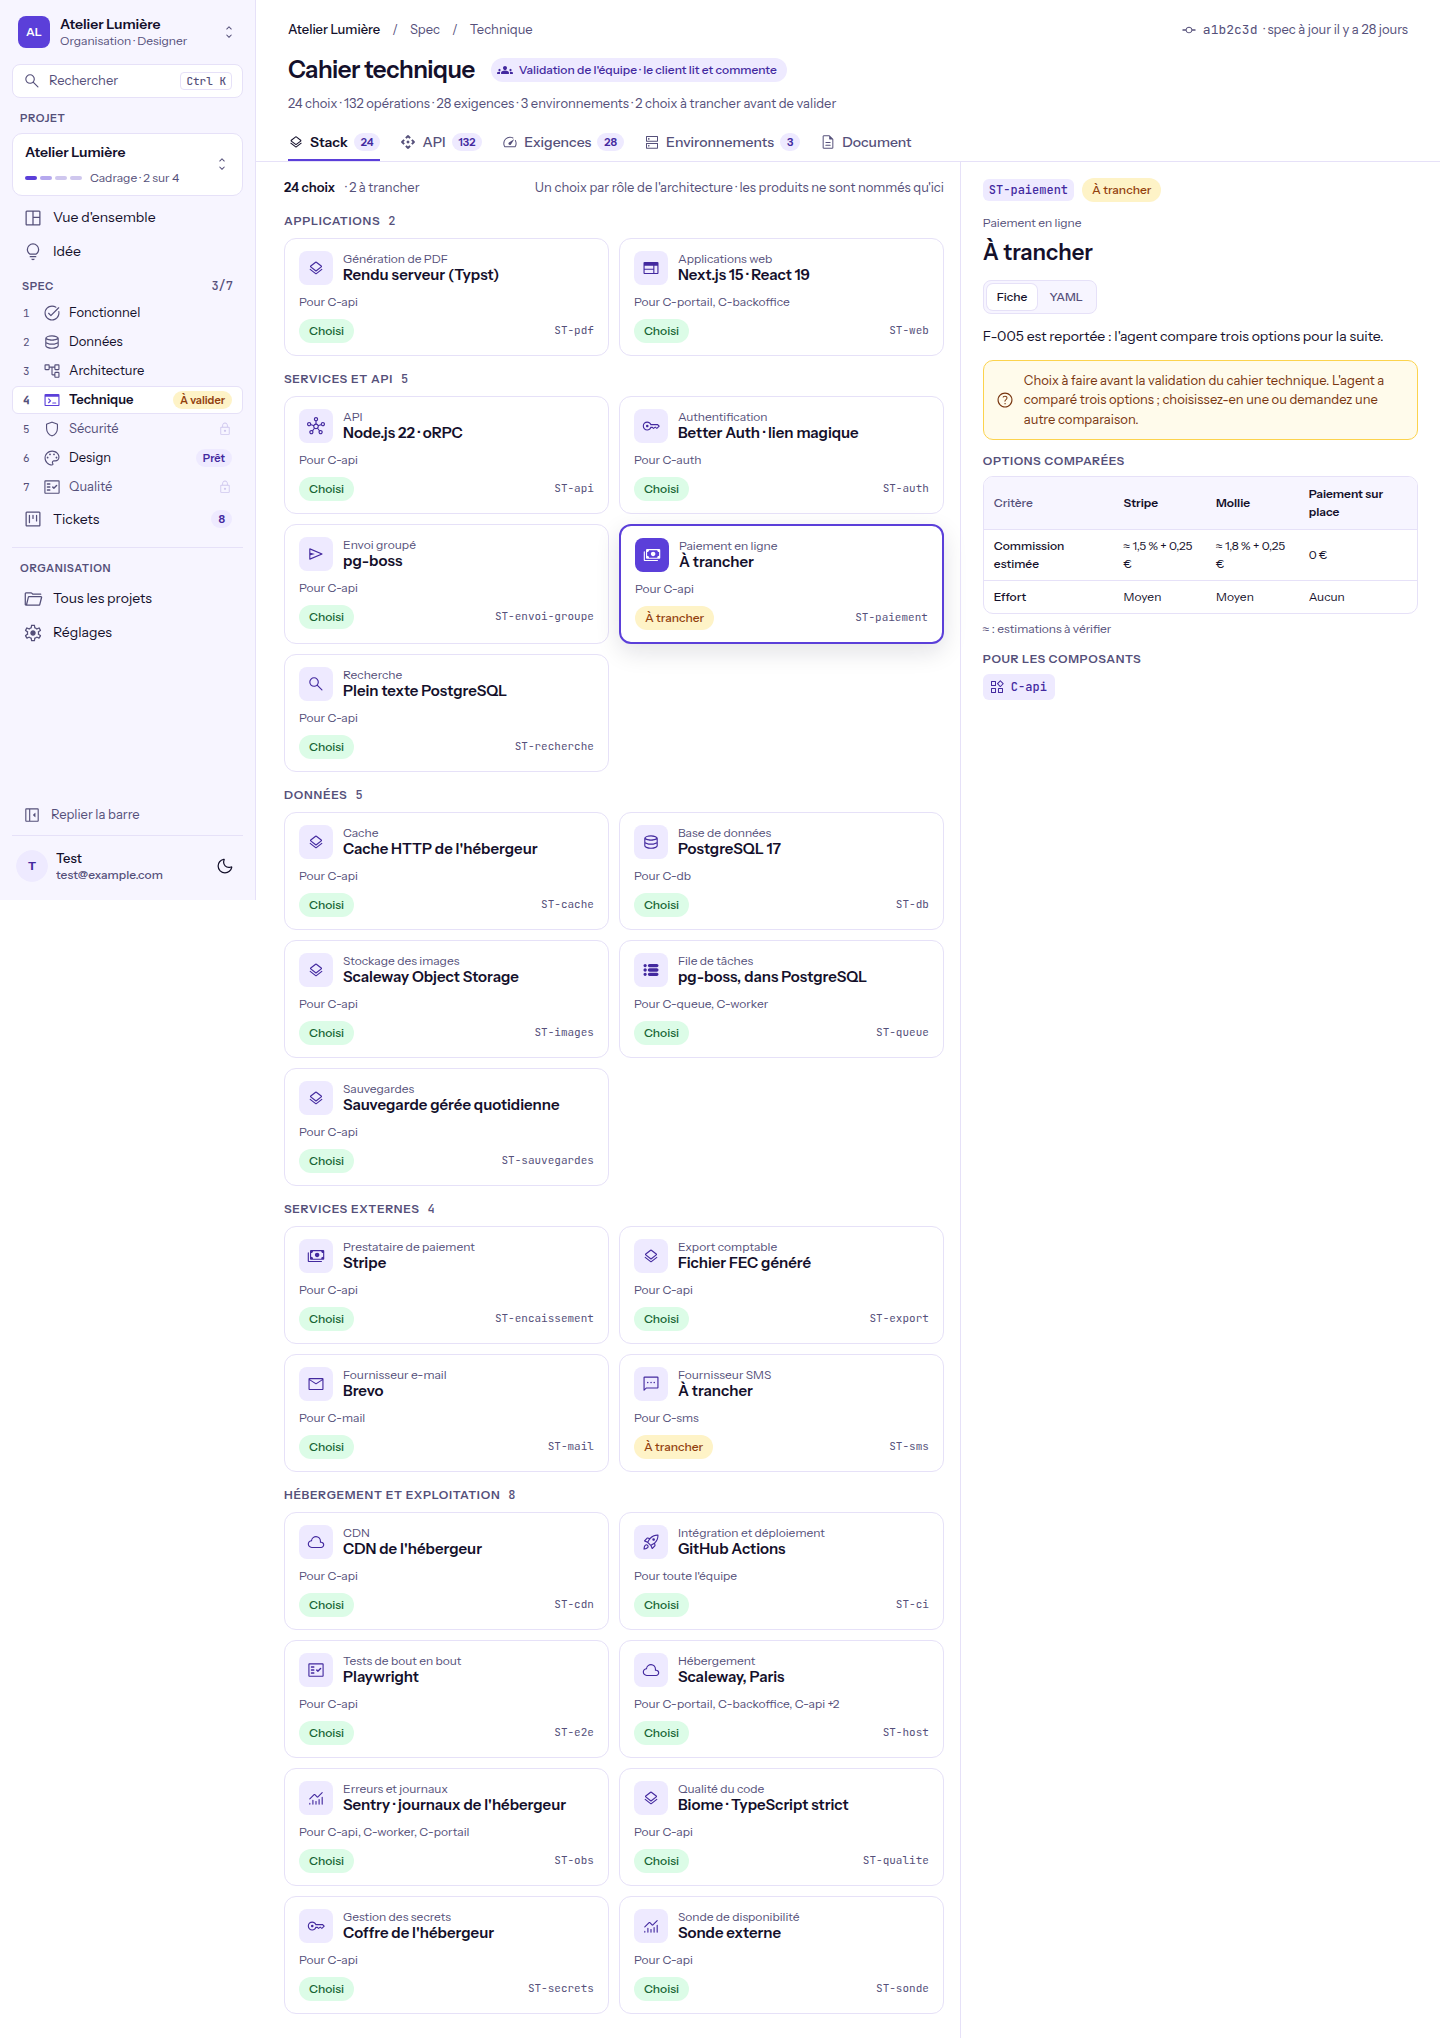 AL
Atelier Lumière
Organisation · Designer
Rechercher
Ctrl K
PROJET
Atelier Lumière
Cadrage · 2 sur 4
Vue d'ensemble
Idée
SPEC 3/7
1 Fonctionnel
2 Données
3 Architecture
4 Technique À valider
5 Sécurité
6 Design Prêt
7 Qualité
Tickets 8
ORGANISATION
Tous les projets
Réglages
Replier la barre
T
Test
test@example.com
Atelier Lumière / Spec / Technique
a1b2c3d · spec à jour il y a 28 jours
Cahier technique
Validation de l'équipe · le client lit et commente
24 choix · 132 opérations · 28 exigences · 3 environnements · 2 choix à trancher avant de valider
Stack 24
API 132
Exigences 28
Environnements 3
Document
24 choix · 2 à trancher
Un choix par rôle de l'architecture · les produits ne sont nommés qu'ici
APPLICATIONS 2
Génération de PDF
Rendu serveur (Typst)
Pour C-api
Choisi ST-pdf
Applications web
Next.js 15 · React 19
Pour C-portail, C-backoffice
Choisi ST-web
SERVICES ET API 5
API
Node.js 22 · oRPC
Pour C-api
Choisi ST-api
Authentification
Better Auth · lien magique
Pour C-auth
Choisi ST-auth
Envoi groupé
pg-boss
Pour C-api
Choisi ST-envoi-groupe
Paiement en ligne
À trancher
Pour C-api
À trancher ST-paiement
Recherche
Plein texte PostgreSQL
Pour C-api
Choisi ST-recherche
DONNÉES 5
Cache
Cache HTTP de l'hébergeur
Pour C-api
Choisi ST-cache
Base de données
PostgreSQL 17
Pour C-db
Choisi ST-db
Stockage des images
Scaleway Object Storage
Pour C-api
Choisi ST-images
File de tâches
pg-boss, dans PostgreSQL
Pour C-queue, C-worker
Choisi ST-queue
Sauvegardes
Sauvegarde gérée quotidienne
Pour C-api
Choisi ST-sauvegardes
SERVICES EXTERNES 4
Prestataire de paiement
Stripe
Pour C-api
Choisi ST-encaissement
Export comptable
Fichier FEC généré
Pour C-api
Choisi ST-export
Fournisseur e-mail
Brevo
Pour C-mail
Choisi ST-mail
Fournisseur SMS
À trancher
Pour C-sms
À trancher ST-sms
HÉBERGEMENT ET EXPLOITATION 8
CDN
CDN de l'hébergeur
Pour C-api
Choisi ST-cdn
Intégration et déploiement
GitHub Actions
Pour toute l'équipe
Choisi ST-ci
Tests de bout en bout
Playwright
Pour C-api
Choisi ST-e2e
Hébergement
Scaleway, Paris
Pour C-portail, C-backoffice, C-api +2
Choisi ST-host
Erreurs et journaux
Sentry · journaux de l'hébergeur
Pour C-api, C-worker, C-portail
Choisi ST-obs
Qualité du code
Biome · TypeScript strict
Pour C-api
Choisi ST-qualite
Gestion des secrets
Coffre de l'hébergeur
Pour C-api
Choisi ST-secrets
Sonde de disponibilité
Sonde externe
Pour C-api
Choisi ST-sonde
ST-paiement À trancher
Paiement en ligne
À trancher
Fiche YAML
F-005 est reportée : l'agent compare trois options pour la suite.
Choix à faire avant la validation du cahier technique. L'agent a
comparé trois options ; choisissez-en une ou demandez une
autre comparaison.
OPTIONS COMPARÉES
Critère Stripe Mollie Paiement sur
place
Commission ≈ 1,5 % + 0,25 ≈ 1,8 % + 0,25 0 €
estimée € €
Effort Moyen Moyen Aucun
≈ : estimations à vérifier
POUR LES COMPOSANTS
C-api